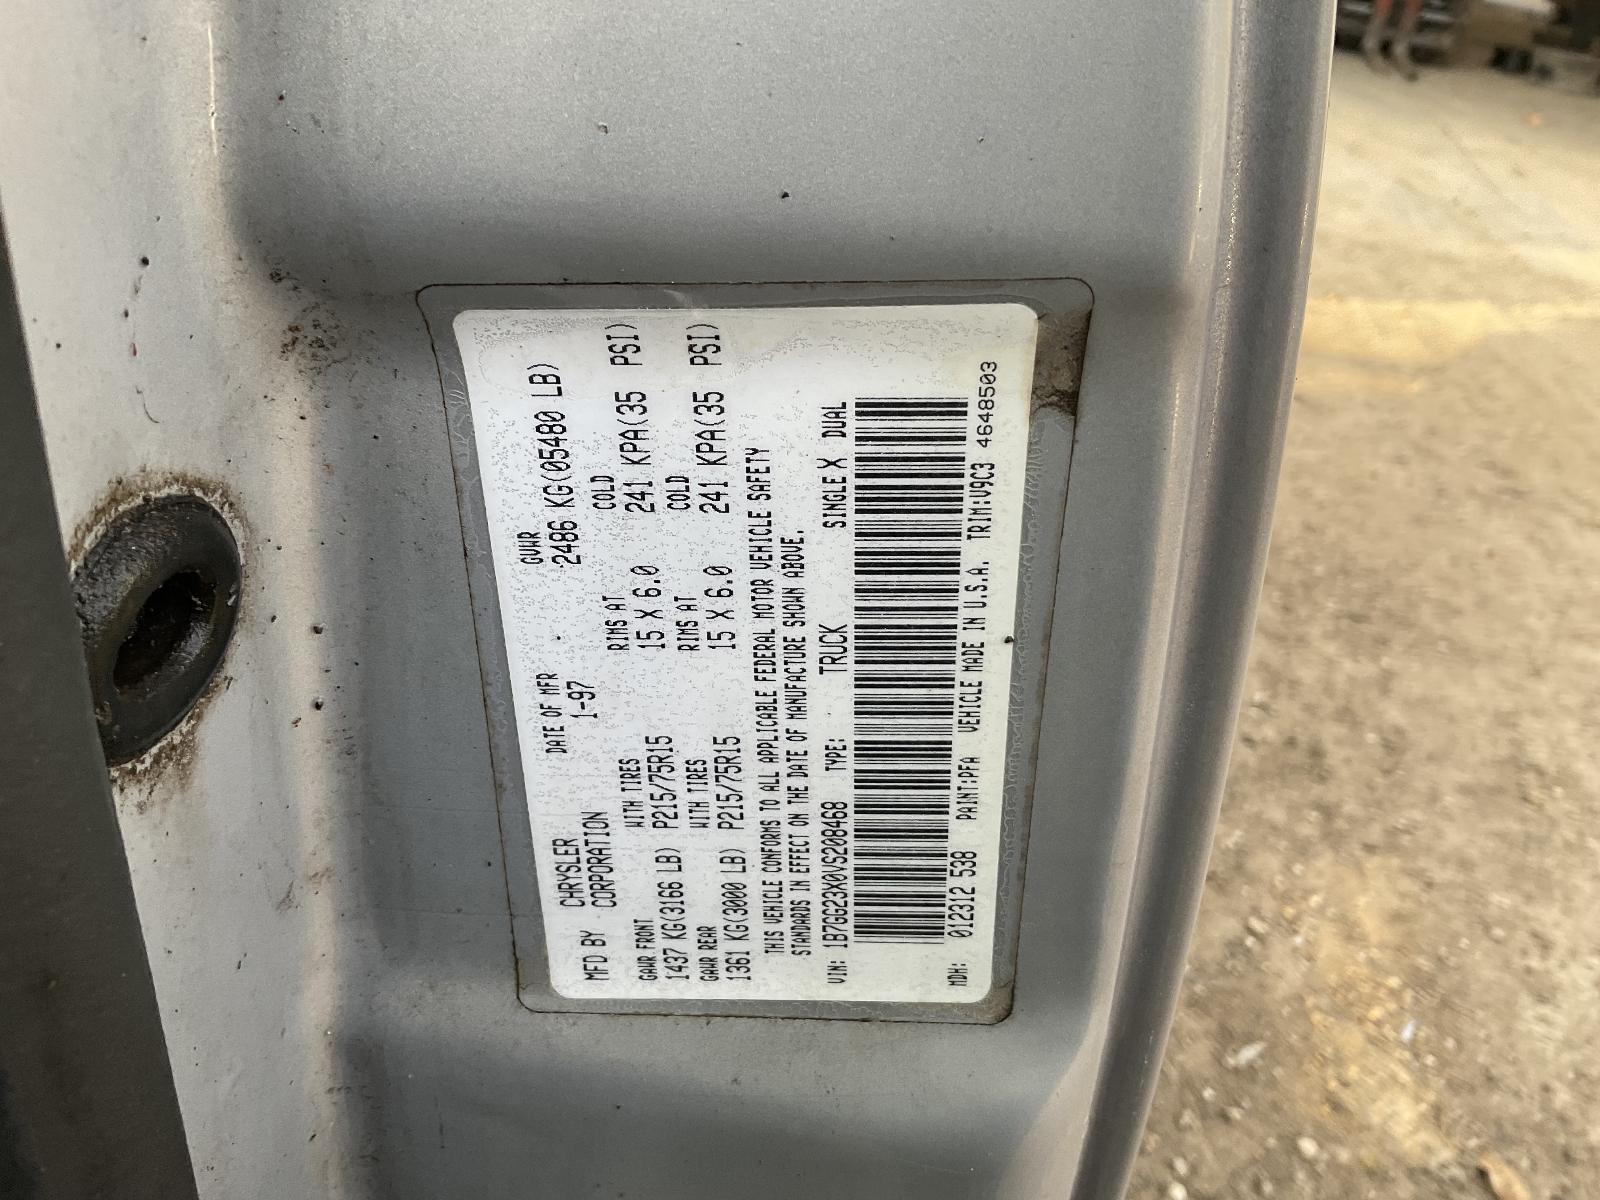 MFD BY CHRYSLER CORPORATION DATE OF MFR 1-97 GVWR 2486 KG(05480 LB)
GAWR FRONT WITH TIRES RIMS AT COLD
1437 KG(3166 LB) P215/75R15 15 X 6.0 241 KPA(35 PSI)
GAWR REAR WITH TIRES RIMS AT COLD
1361 KG(3000 LB) P215/75R15 15 X 6.0 241 KPA(35 PSI)
THIS VEHICLE CONFORMS TO ALL APPLICABLE FEDERAL MOTOR VEHICLE SAFETY
STANDARDS IN EFFECT ON THE DATE OF MANUFACTURE SHOWN ABOVE.
VIN: 1B7GG23X0VS208468 TYPE: TRUCK SINGLE X DUAL
MDH: 012312 538 PAINT:PFA VEHICLE MADE IN U.S.A. TRIM:V9C3 4648503